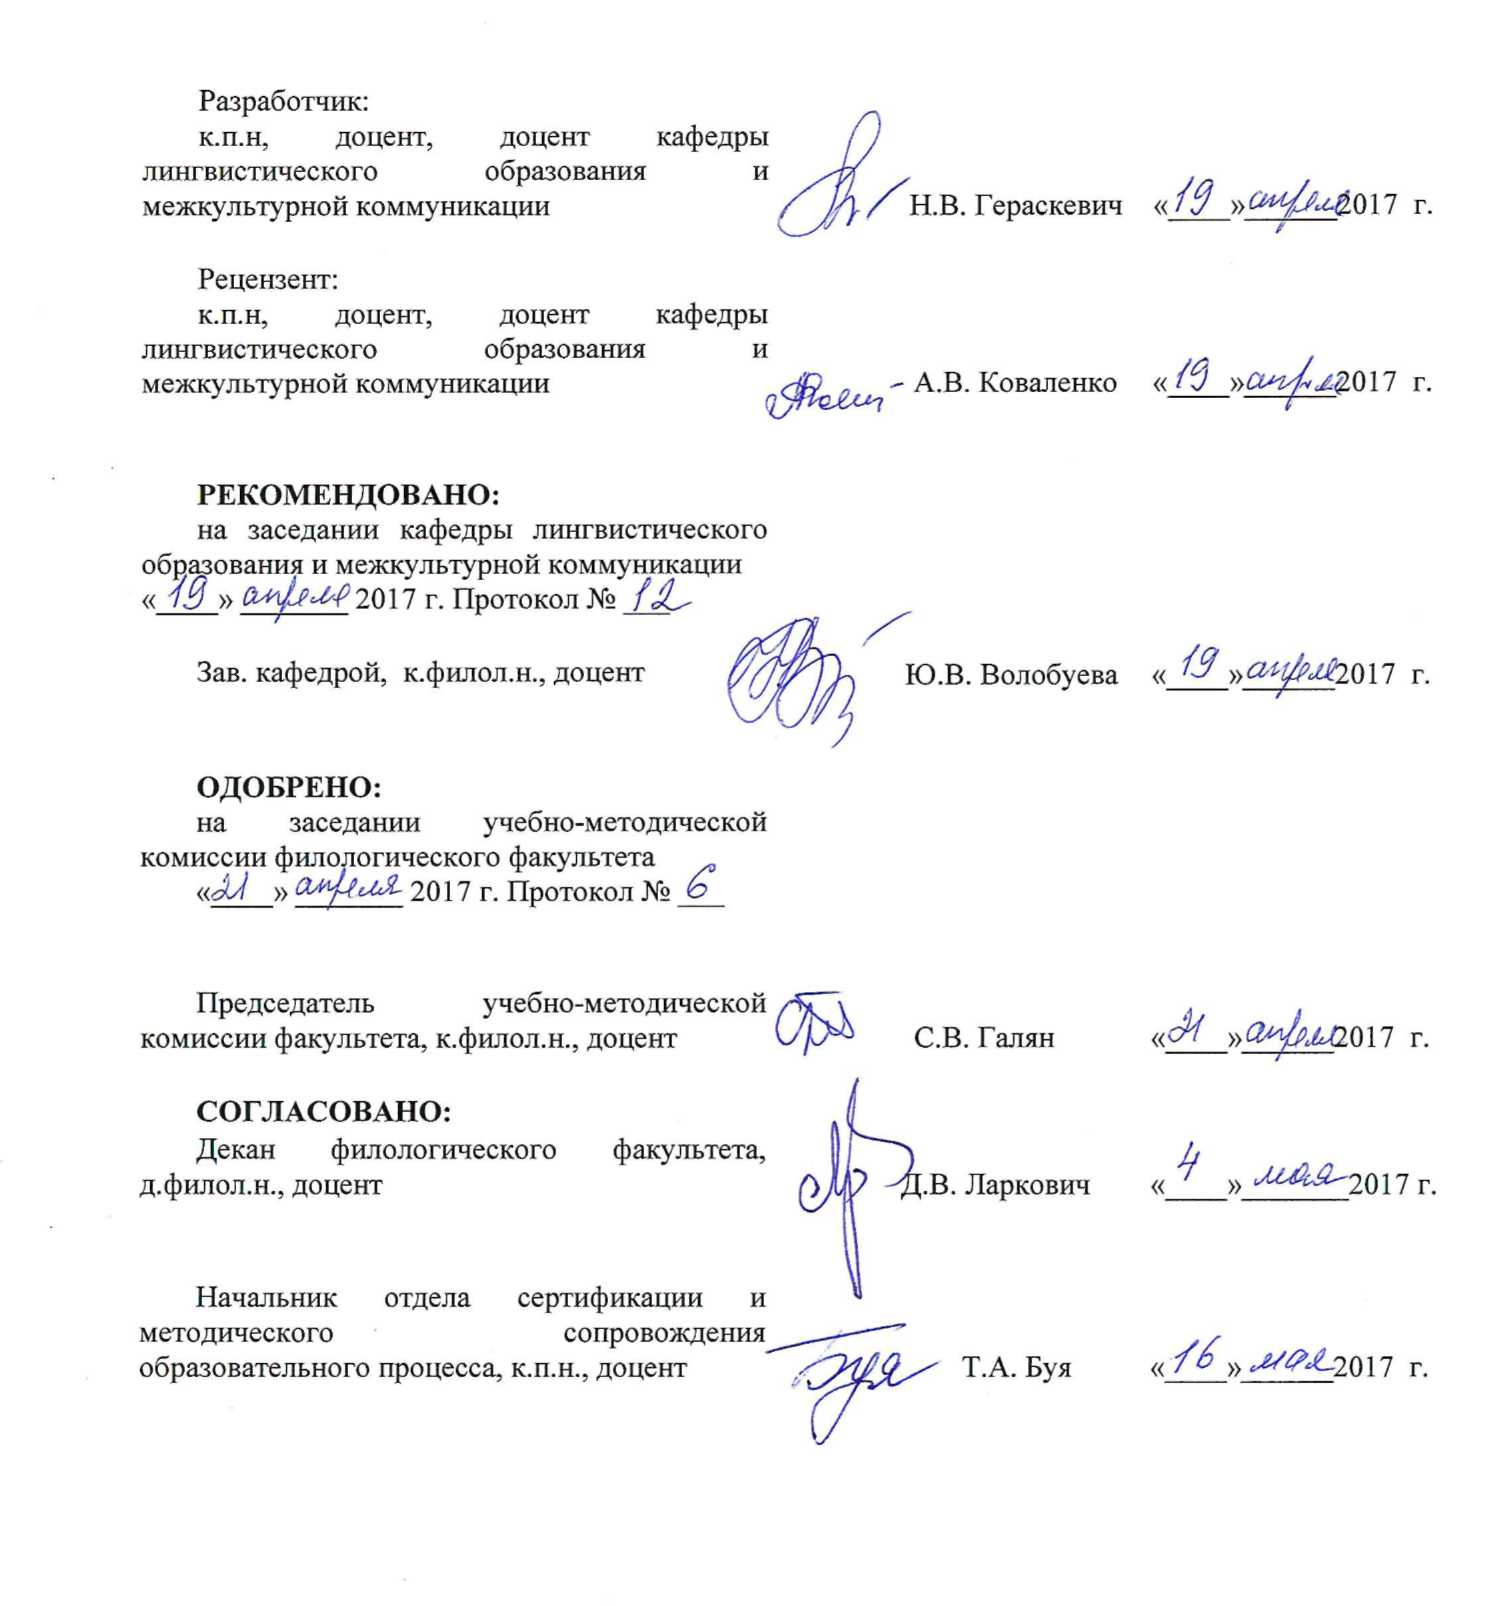 Разработчик:
к.п.н, доцент, доцент кафедры
лингвистического образования и
межкультурной коммуникации Н.В. Гераскевич «19» апреля 2017 г.
Рецензент:
к.п.н, доцент, доцент кафедры
лингвистического образования и
межкультурной коммуникации А.В. Коваленко «19» апреля 2017 г.
РЕКОМЕНДОВАНО:
на заседании кафедры лингвистического
образования и межкультурной коммуникации
«19» апреля 2017 г. Протокол № 12
Зав. кафедрой, к.филол.н., доцент Ю.В. Волобуева «19» апреля 2017 г.
ОДОБРЕНО:
на заседании учебно-методической
комиссии филологического факультета
«21» апреля 2017 г. Протокол № 6
Председатель учебно-методической
комиссии факультета, к.филол.н., доцент С.В. Галян «21» апреля 2017 г.
СОГЛАСОВАНО:
Декан филологического факультета,
д.филол.н., доцент Д.В. Ларкович «4» мая 2017 г.
Начальник отдела сертификации и
методического сопровождения
образовательного процесса, к.п.н., доцент Буя Т.А. Буя «16» мая 2017 г.